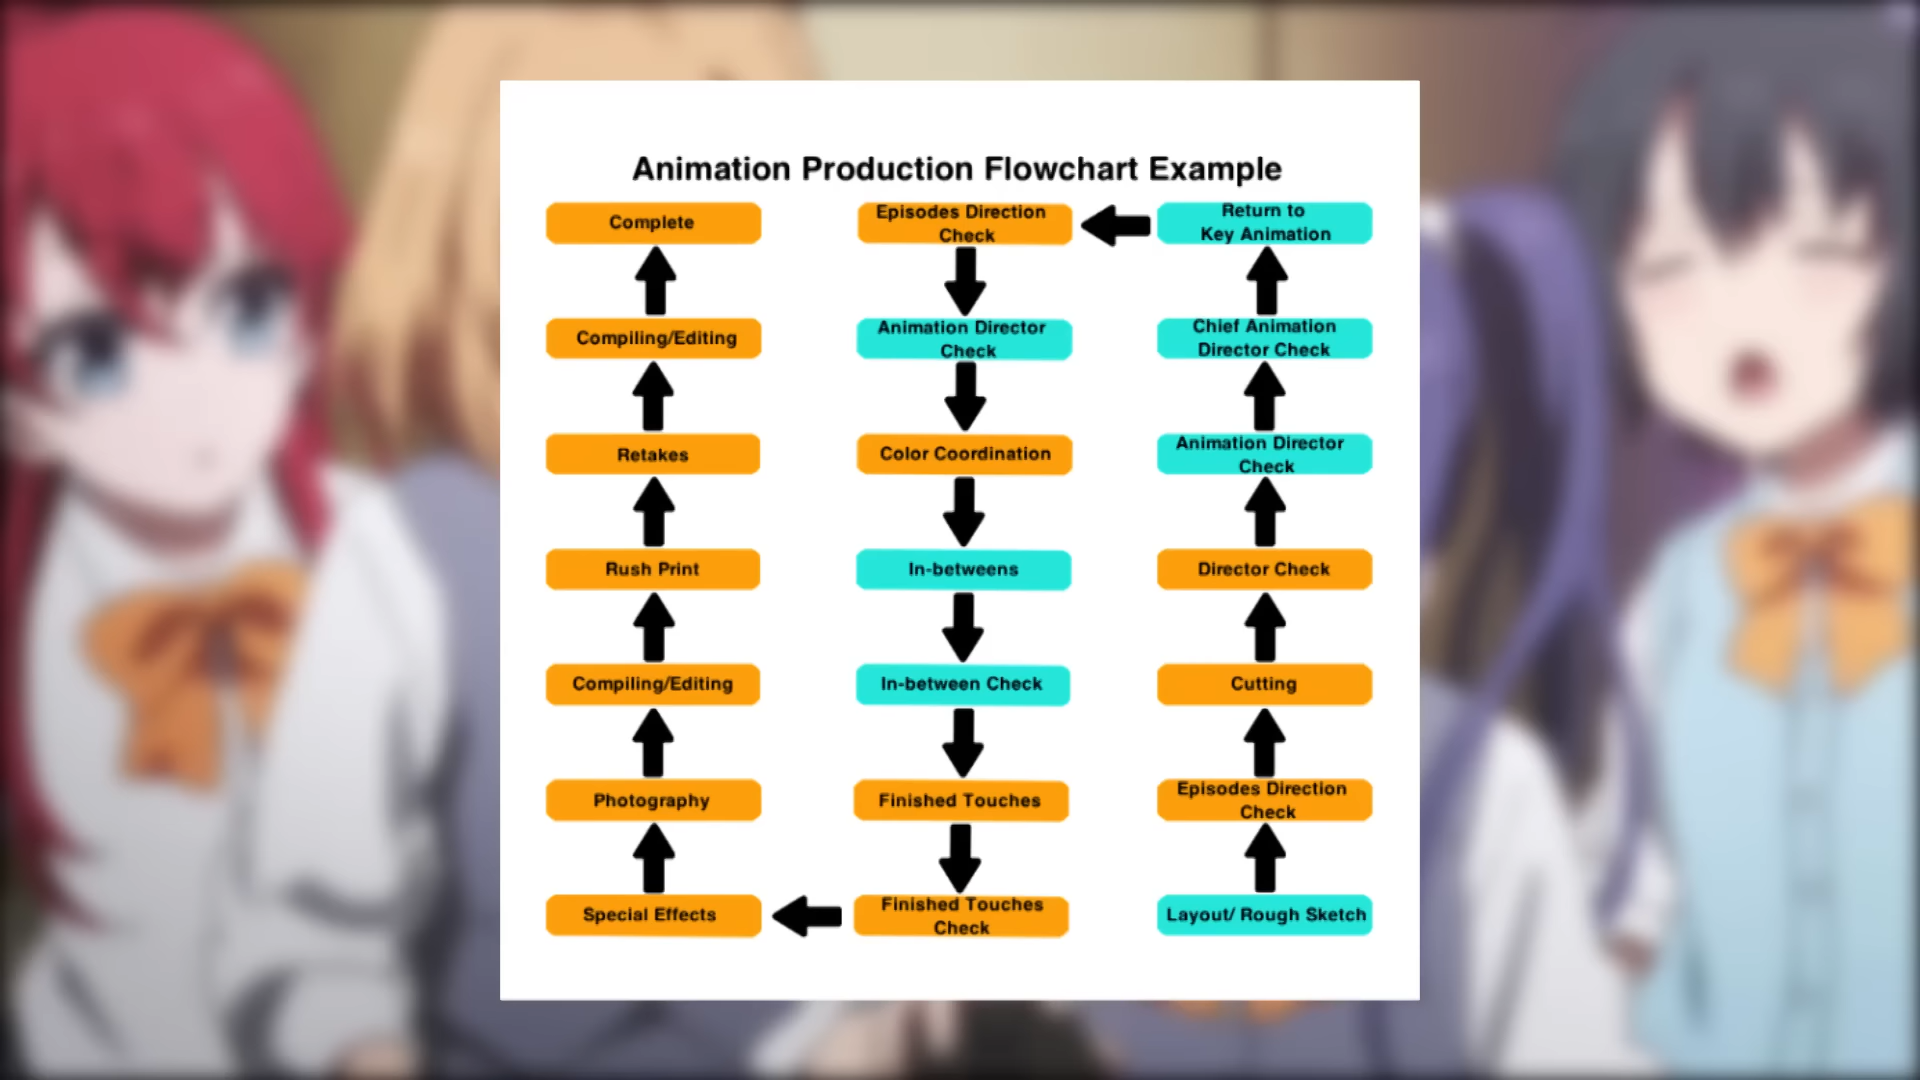 Animation Production Flowchart Example
Complete
Episodes Direction
Check
Return to
Key Animation
Compiling/Editing
Animation Director
Check
Chief Animation
Director Check
Retakes
Color Coordination
Animation Director
Check
Rush Print
In-betweens
Director Check
Compiling/Editing
In-between Check
Cutting
Photography
Finished Touches
Episodes Direction
Check
Special Effects
Finished Touches
Check
Layout/ Rough Sketch